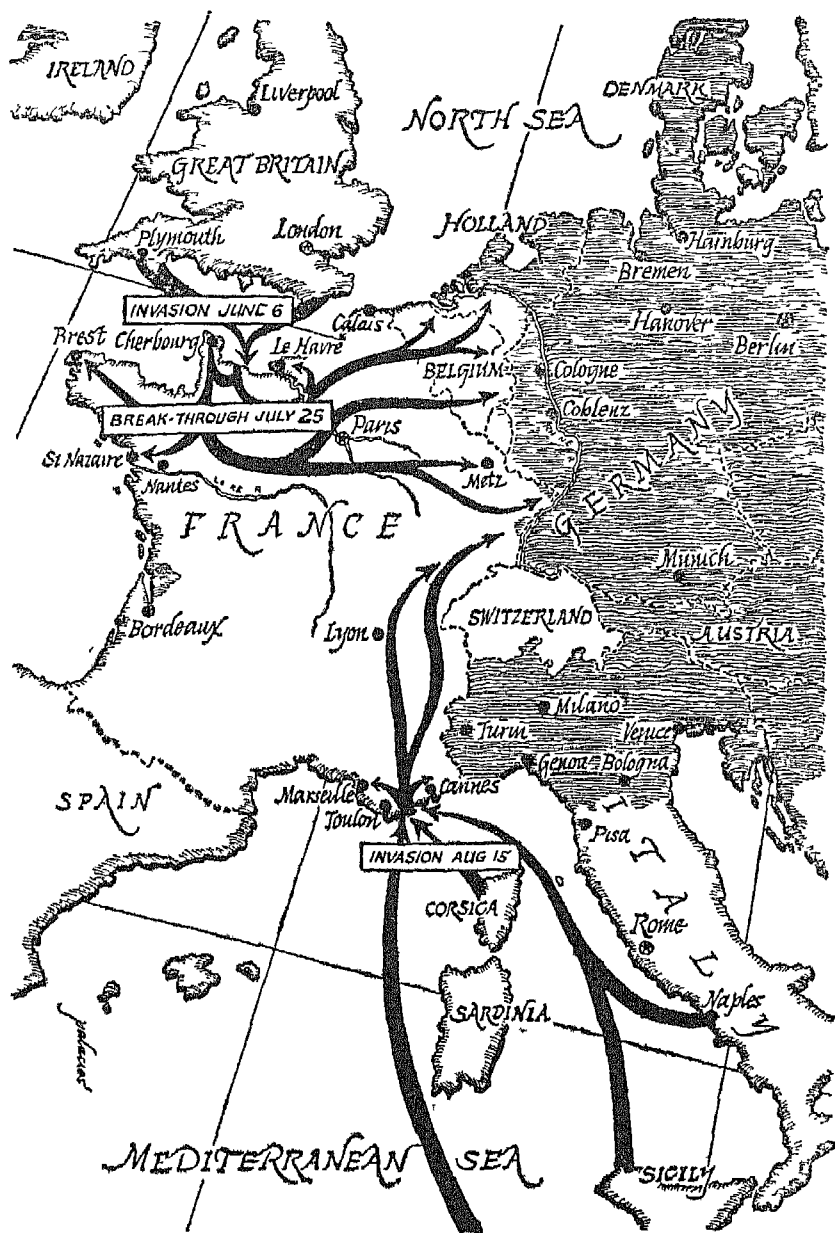 IRELAND
Liverpool
NORTH SEA
DENMARK
GREAT BRITAIN
Plymouth
London
HOLLAND
Hamburg
Bremen
INVASION JUNE 6
Calais
Hanover
Berlin
Brest
Cherbourg
Le Havre
BELGIUM
Cologne
Coblenz
BREAK-THROUGH JULY 25
Paris
St Nazaire
Nantes
Metz
GERMANY
FRANCE
Munich
SWITZERLAND
AUSTRIA
Bordeaux
Lyon
Milano
Turin
Venice
Genoa
Bologna
SPAIN
Marseille
Toulon
Cannes
Pisa
ITALY
INVASION AUG 15
CORSICA
Rome
Naples
SARDINIA
MEDITERRANEAN SEA
SICILY